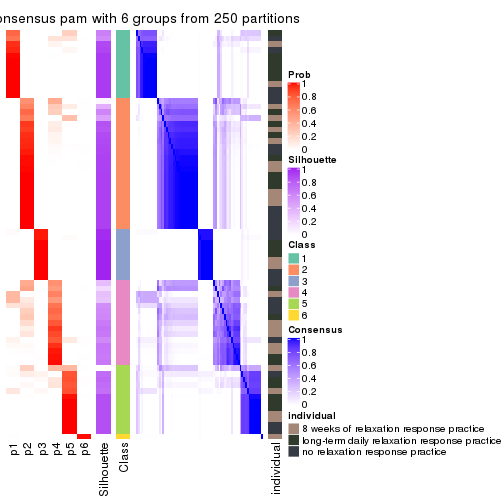 onsensus pam with 6 groups from 250 partitions
Prob
1
0.8
0.6
0.4
0.2
0
Silhouette
1
0.8
0.6
0.4
0.2
0
Class
1
2
3
4
5
6
Consensus
1
0.8
0.6
0.4
0.2
0
individual
8 weeks of relaxation response practice
long-term daily relaxation response practice
no relaxation response practice
p1
p2
p3
p4
p5
p6
Silhouette
Class
individual